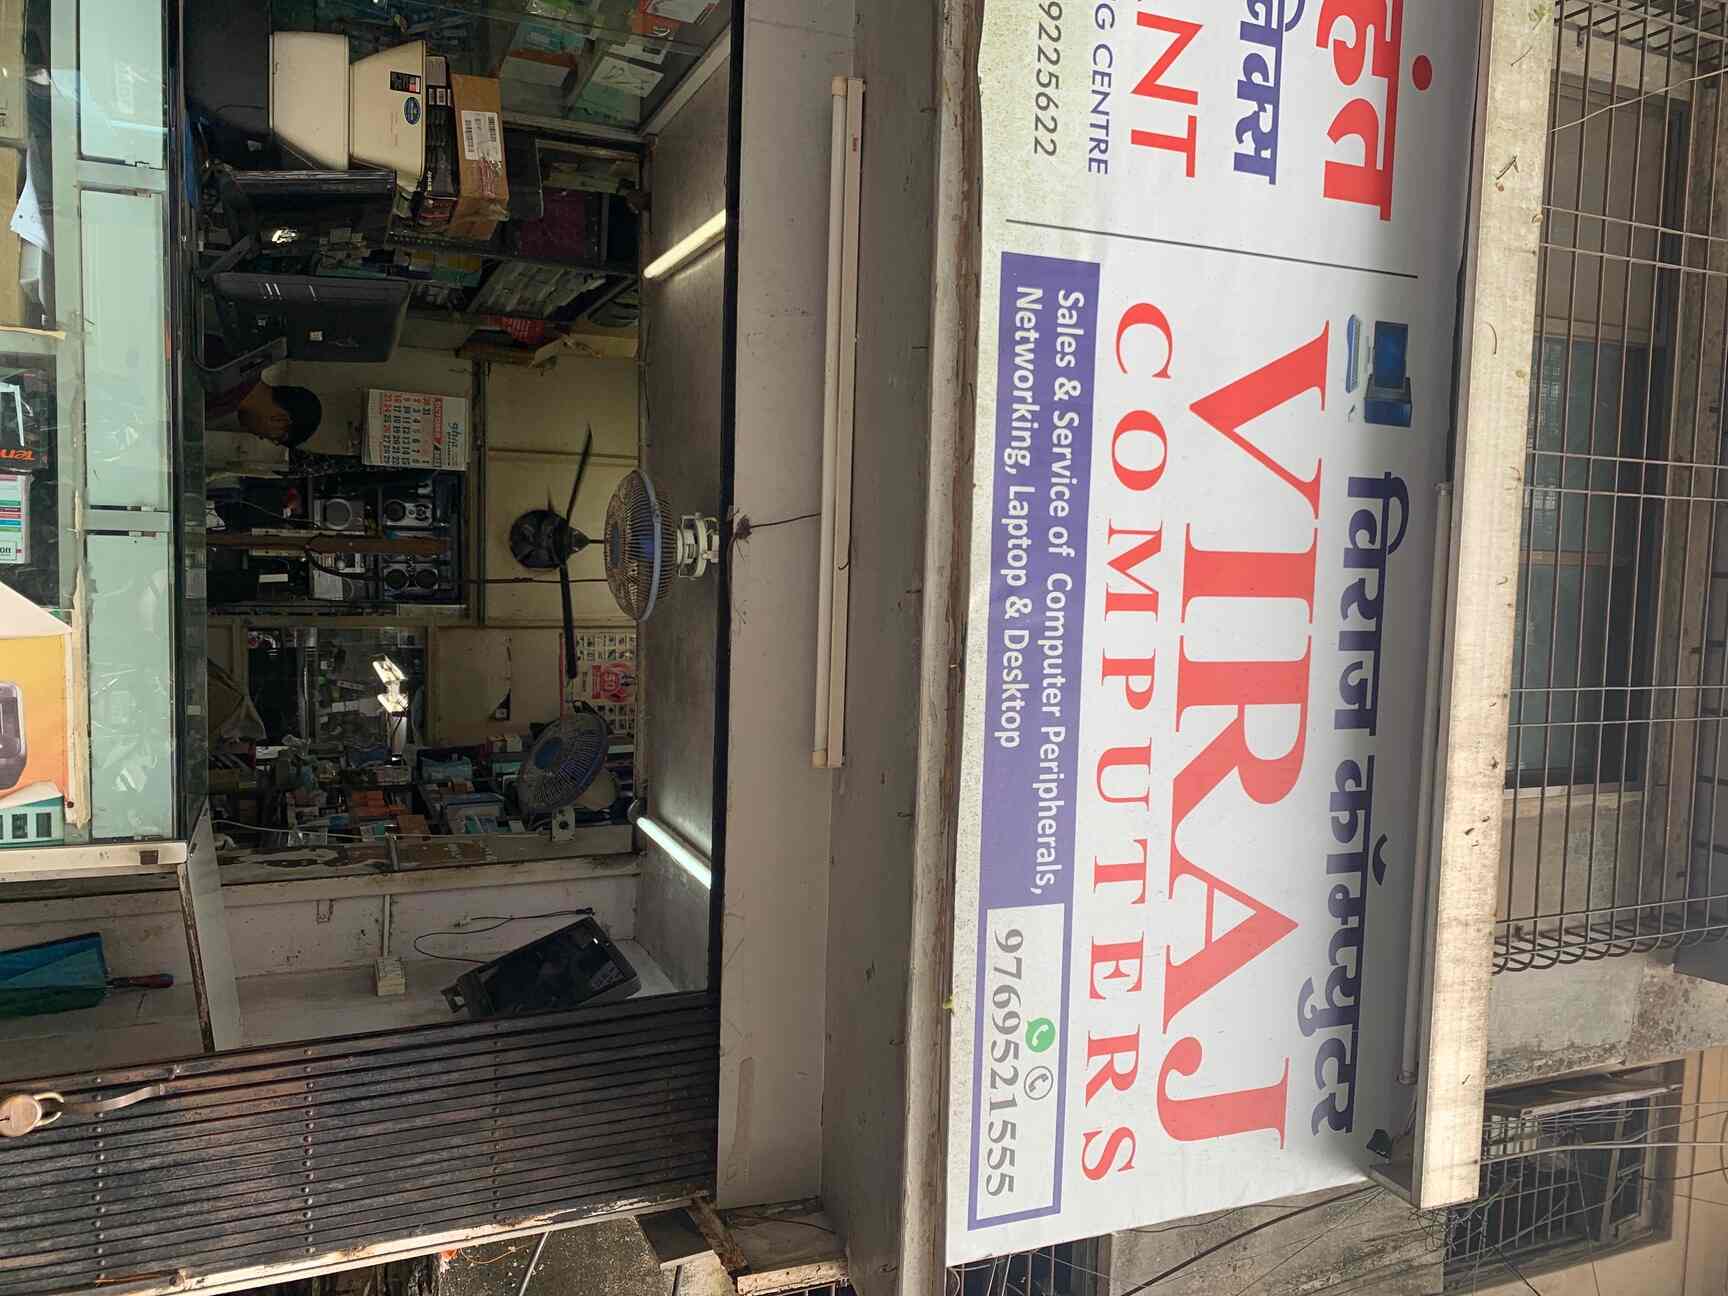 हंत
निक्स
NT
G CENTRE
9225622
विराज कॉम्प्युटर
VIRAJ
COMPUTERS
Sales & Service of Computer Peripherals,
Networking, Laptop & Desktop
9769521555